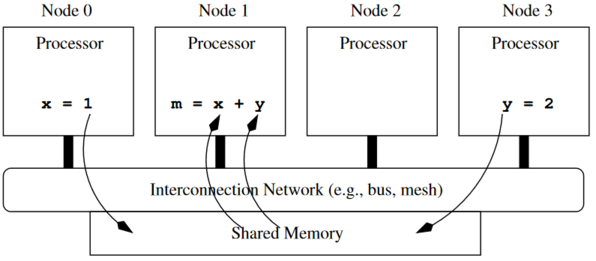 Node 0 Node 1 Node 2 Node 3
Processor Processor Processor Processor
x = 1 m = x + y y = 2
Interconnection Network (e.g., bus, mesh)
Shared Memory